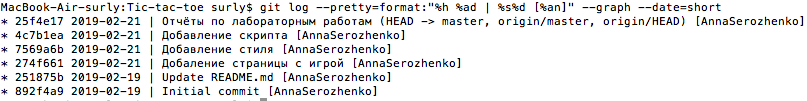 MacBook-Air-surly:Tic-tac-toe surly$ git log --pretty=format:"%h %ad | %s%d [%an]" --graph --date=short
* 25f4e17 2019-02-21 | Отчёты по лабораторным работам (HEAD -> master, origin/master, origin/HEAD) [AnnaSerozhenko]
* 4c7b1ea 2019-02-21 | Добавление скрипта [AnnaSerozhenko]
* 7569a6b 2019-02-21 | Добавление стиля [AnnaSerozhenko]
* 274f661 2019-02-21 | Добаление страницы с игрой [AnnaSerozhenko]
* 251875b 2019-02-19 | Update README.md [AnnaSerozhenko]
* 892f4a9 2019-02-19 | Initial commit [AnnaSerozhenko]